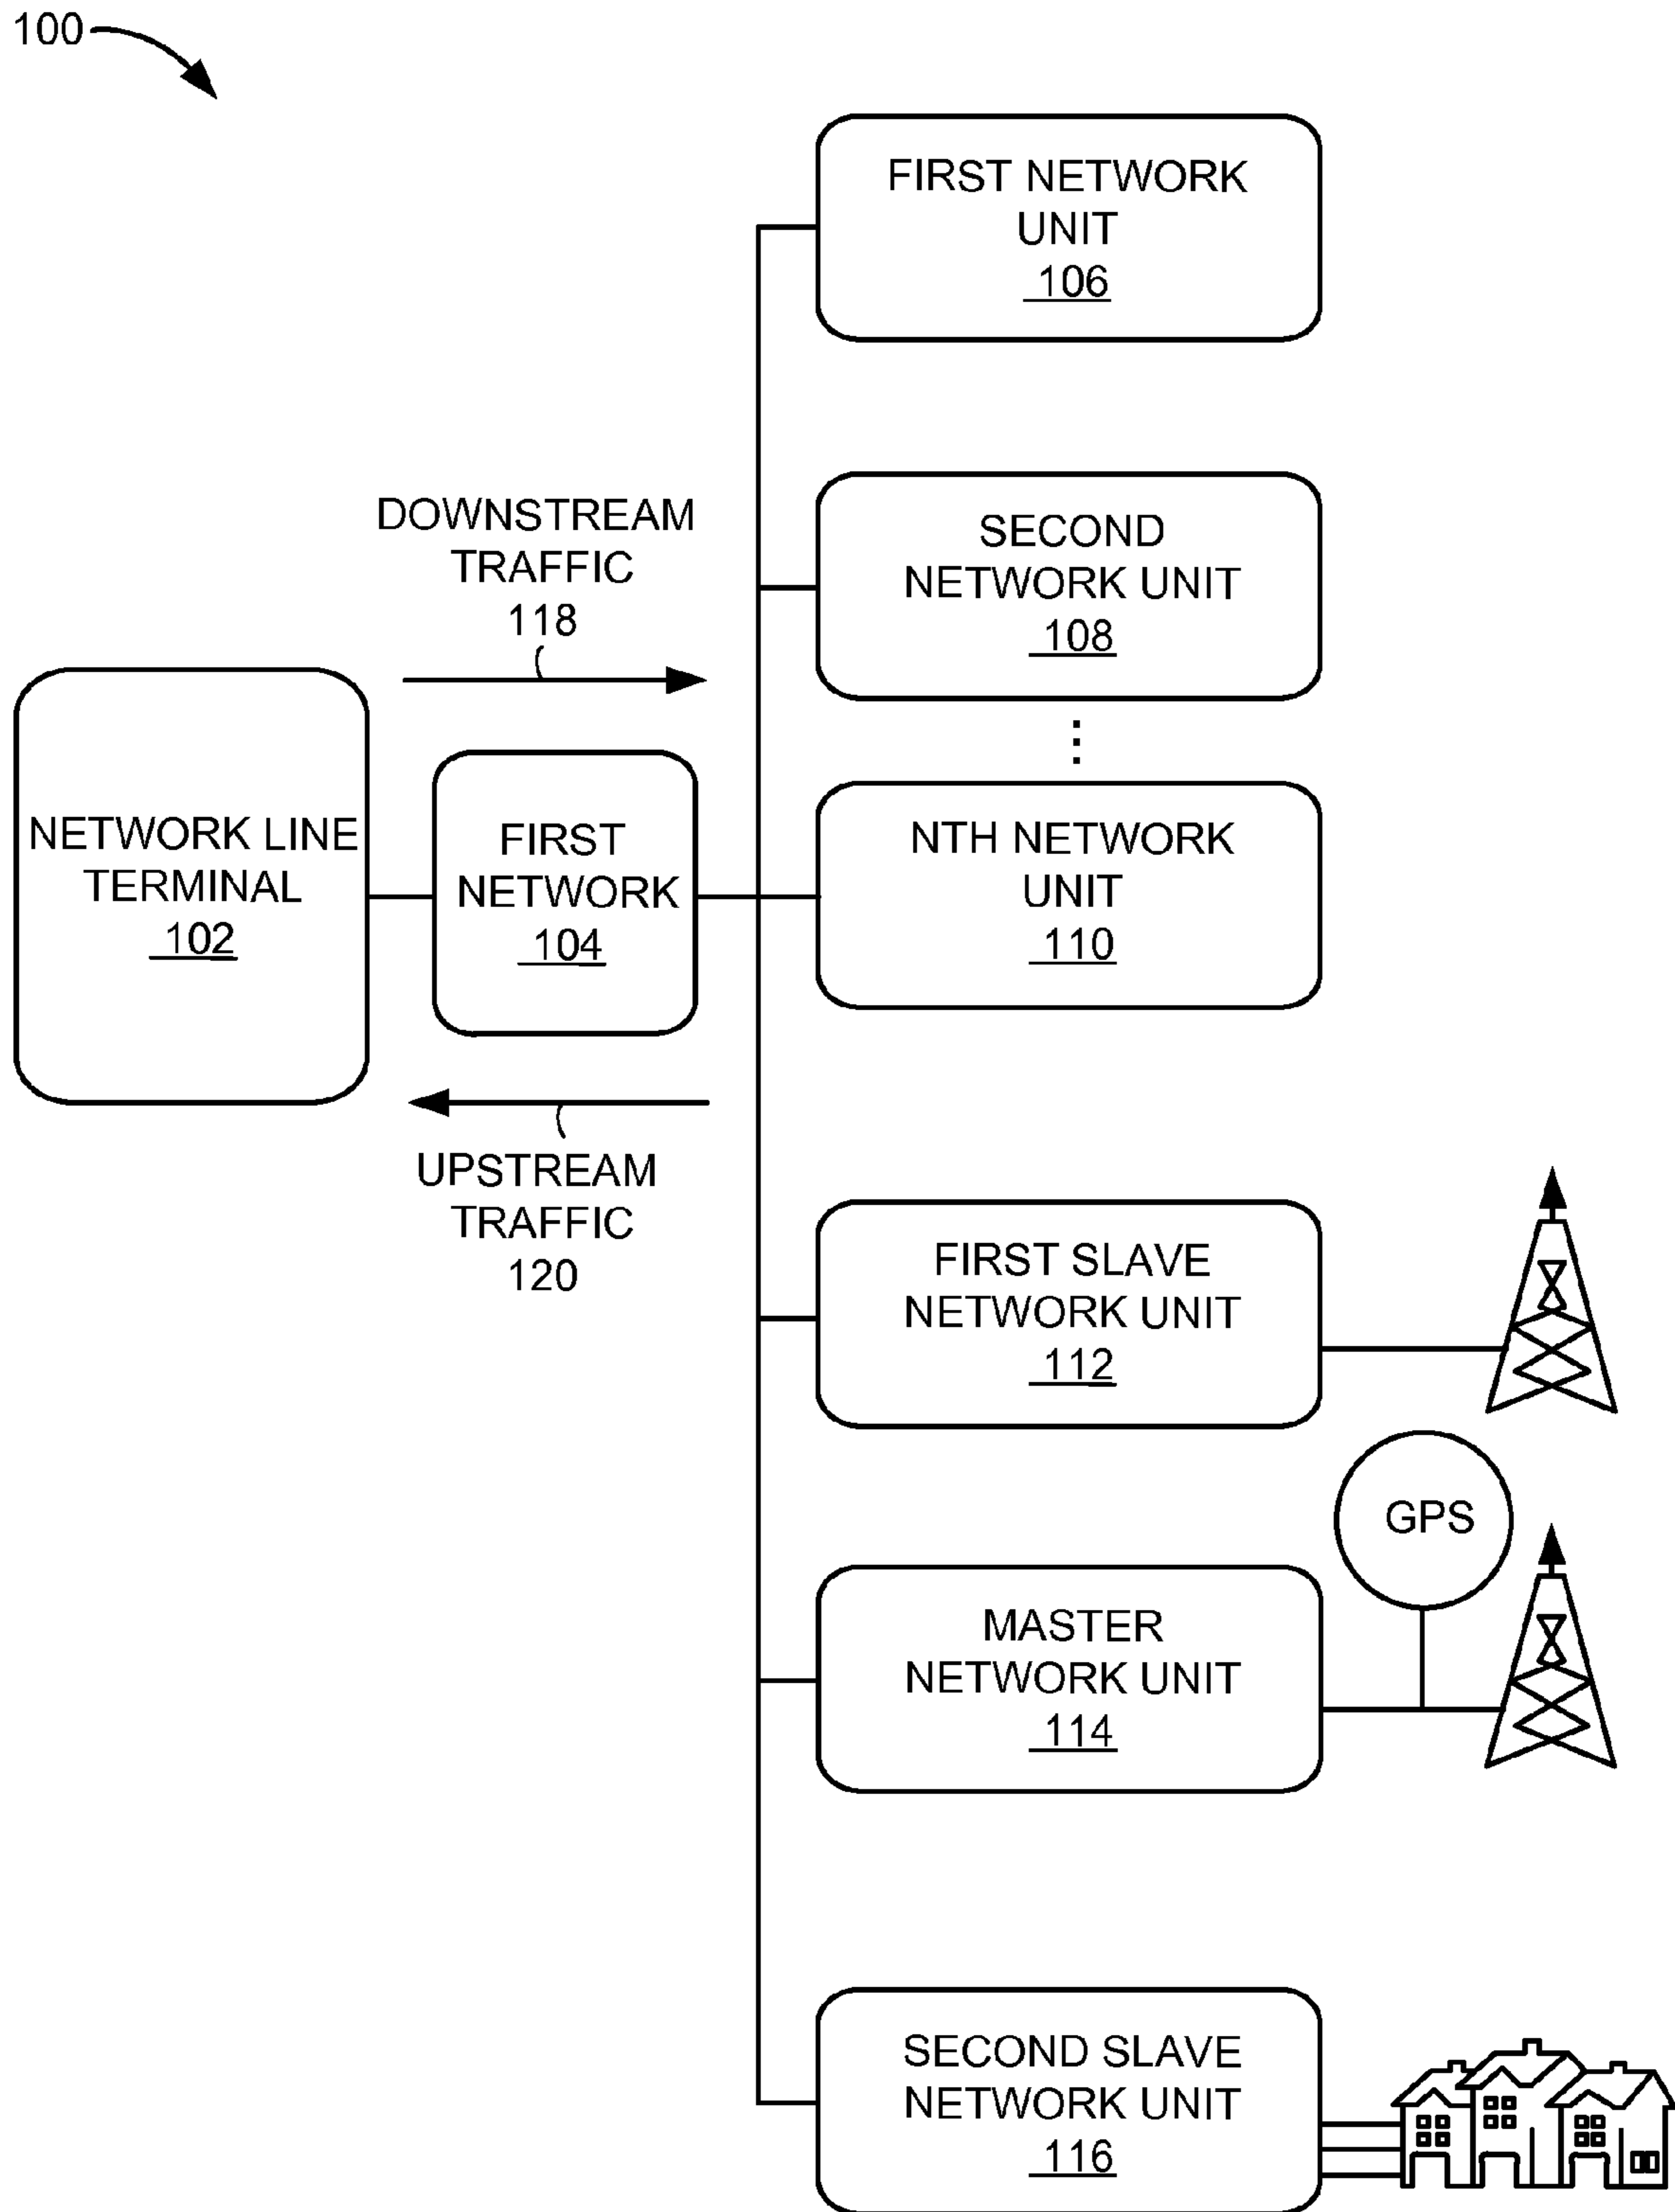 100
FIRST NETWORK
UNIT
106
DOWNSTREAM
TRAFFIC
118
SECOND
NETWORK UNIT
108
NETWORK LINE
TERMINAL
102
FIRST
NETWORK
104
NTH NETWORK
UNIT
110
UPSTREAM
TRAFFIC
120
FIRST SLAVE
NETWORK UNIT
112
GPS
MASTER
NETWORK UNIT
114
SECOND SLAVE
NETWORK UNIT
116